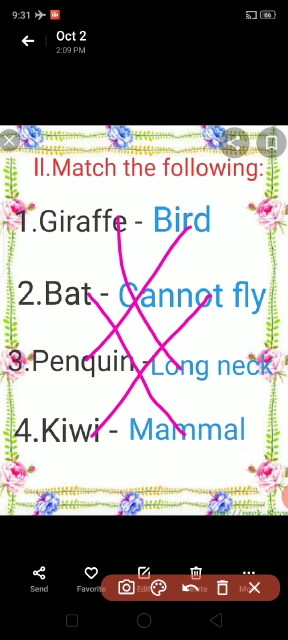 9:31
66
Oct 2
2:09 PM
II.Match the following:
1.Giraffe - Bird
2.Bat - Cannot fly
3.Penquin -Long neck
4.Kiwi - Mammal
Send
Favorite